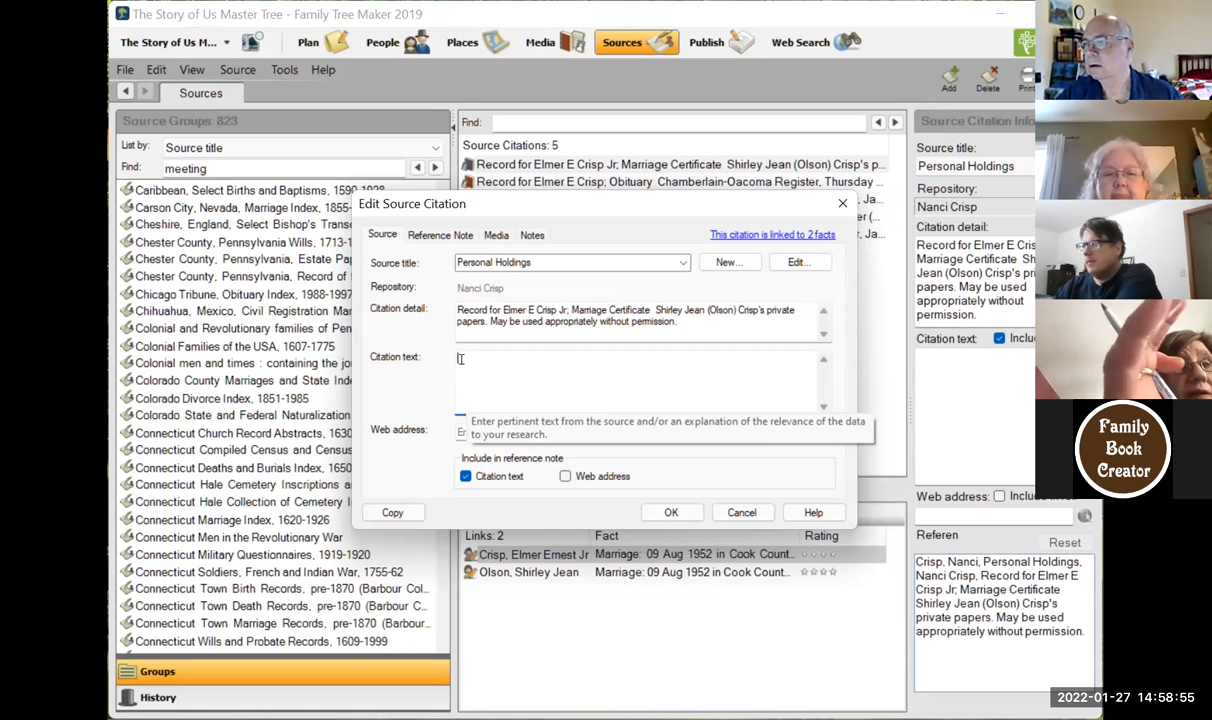 The Story of Us Master Tree - Family Tree Maker 2019
The Story of Us M...
Plan
People
Places
Media
Sources
Publish
Web Search
File Edit View Source Tools Help
Add
Delete
Sources
Source Groups: 823
List by: Source title
Find: meeting
Caribbean, Select Births and Baptisms, 1590-1928
Carson City, Nevada, Marriage Index, 1855-
Cheshire, England, Select Bishop's Transc
Chester County, Pennsylvania Wills, 1713-1
Chester County, Pennsylvania, Estate Pap
Chester County, Pennsylvania, Record of
Chicago Tribune, Obituary Index, 1988-1997
Chihuahua, Mexico, Civil Registration Mar
Colonial and Revolutionary families of Pen
Colonial Families of the USA, 1607-1775
Colonial men and times : containing the jo
Colorado County Marriages and State Ind
Colorado Divorce Index, 1851-1985
Colorado State and Federal Naturalization
Connecticut Church Record Abstracts, 1630
Connecticut Compiled Census and Census
Connecticut Deaths and Burials Index, 1650
Connecticut Hale Cemetery Inscriptions a
Connecticut Hale Collection of Cemetery I
Connecticut Marriage Index, 1620-1926
Connecticut Men in the Revolutionary War
Connecticut Military Questionnaires, 1919-1920
Connecticut Soldiers, French and Indian War, 1755-62
Connecticut Town Birth Records, pre-1870 (Barbour Col...
Connecticut Town Death Records, pre-1870 (Barbour C...
Connecticut Town Marriage Records, pre-1870 (Barbour...
Connecticut Wills and Probate Records, 1609-1999
Groups
History
Find:
Source Citations: 5
Record for Elmer E Crisp Jr; Marriage Certificate Shirley Jean (Olson) Crisp's p...
Record for Elmer E Crisp; Obituary Chamberlain-Oacoma Register, Thursday ...
Edit Source Citation
Source
Reference Note
Media
Notes
This citation is linked to 2 facts
Source title: Personal Holdings
New...
Edit...
Repository: Nanci Crisp
Citation detail: Record for Elmer E Crisp Jr; Marriage Certificate Shirley Jean (Olson) Crisp's private
papers. May be used appropriately without permission.
Citation text:
Enter pertinent text from the source and/or an explanation of the relevance of the data
to your research.
Web address:
Include in reference note
Citation text
Web address
Copy
OK
Cancel
Help
Links: 2
Fact
Rating
Crisp, Elmer Ernest Jr Marriage: 09 Aug 1952 in Cook Count...
Olson, Shirley Jean Marriage: 09 Aug 1952 in Cook Count...
Source Citation Info
Source title:
Personal Holdings
Repository:
Nanci Crisp
Citation detail:
Record for Elmer E
Crisp Jr; Marriage
Certificate Sh
Jean (Olson)
Crisp's pri
papers. May be used
appropriately without
permission.
Citation text:
Web address:
Referen
Reset
Crisp, Nanci, Personal Holdings,
Nanci Crisp, Record for Elmer E
Crisp Jr; Marriage Certificate
Shirley Jean (Olson) Crisp's
private papers. May be used
appropriately without permission.
Family
Book
Creator
2022-01-27 14:58:55